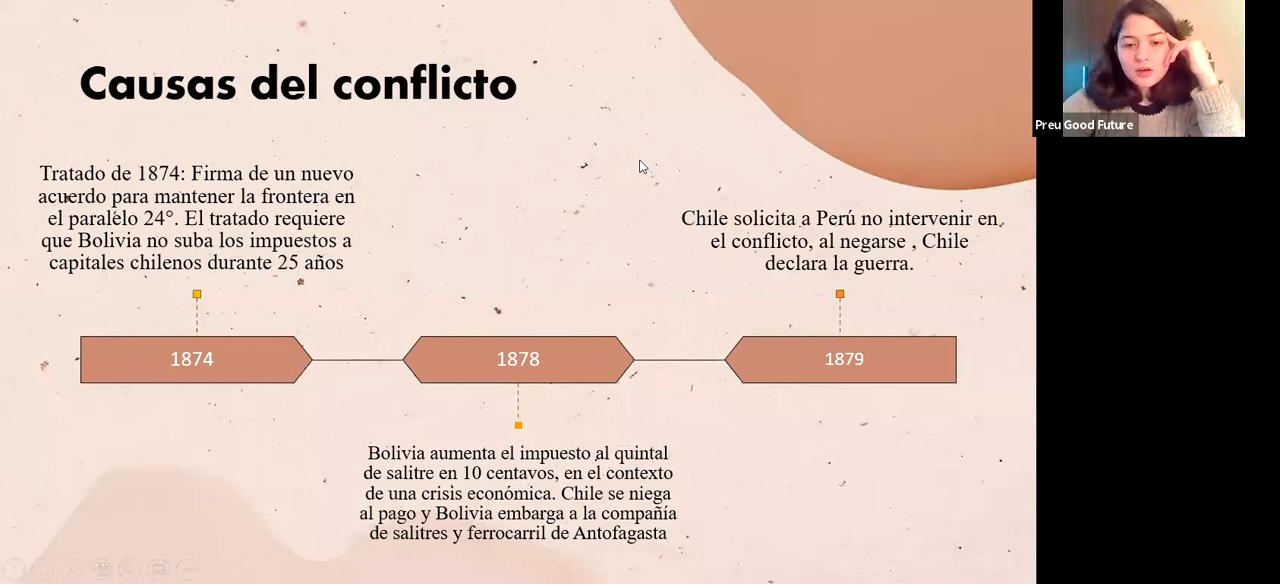 Causas del conflicto
Tratado de 1874: Firma de un nuevo
acuerdo para mantener la frontera en
el paralelo 24°. El tratado requiere
que Bolivia no suba los impuestos a
capitales chilenos durante 25 años
Chile solicita a Perú no intervenir en
el conflicto, al negarse , Chile
declara la guerra.
1874
1878
1879
Bolivia aumenta el impuesto al quintal
de salitre en 10 centavos, en el contexto
de una crisis económica. Chile se niega
al pago y Bolivia embarga a la compañía
de salitres y ferrocarril de Antofagasta
Preu Good Future